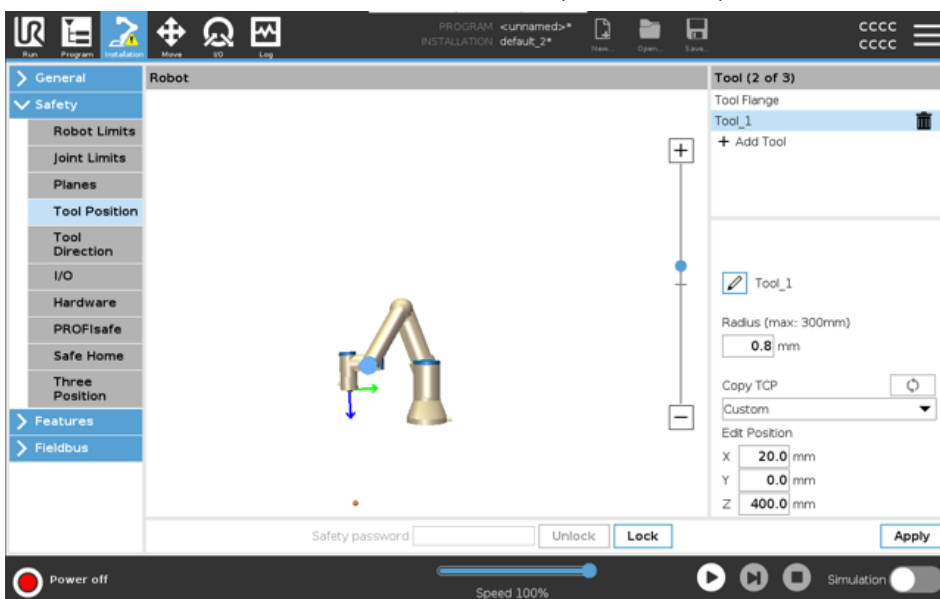 PROGRAM <unnamed>*
INSTALLATION default_2*
CCCC
CCCC
Run
Program
Installation
Move
I/O
Log
New...
Open...
Save...
General
Safety
Robot Limits
Joint Limits
Planes
Tool Position
Tool
Direction
I/O
Hardware
PROFIsafe
Safe Home
Three
Position
Features
Fieldbus
Robot
Tool (2 of 3)
Tool Flange
Tool_1
+ Add Tool
Tool_1
Radius (max: 300mm)
0.8 mm
Copy TCP
Custom
Edit Position
X 20.0 mm
Y 0.0 mm
Z 400.0 mm
Safety password
Unlock
Lock
Apply
Power off
Speed 100%
Simulation